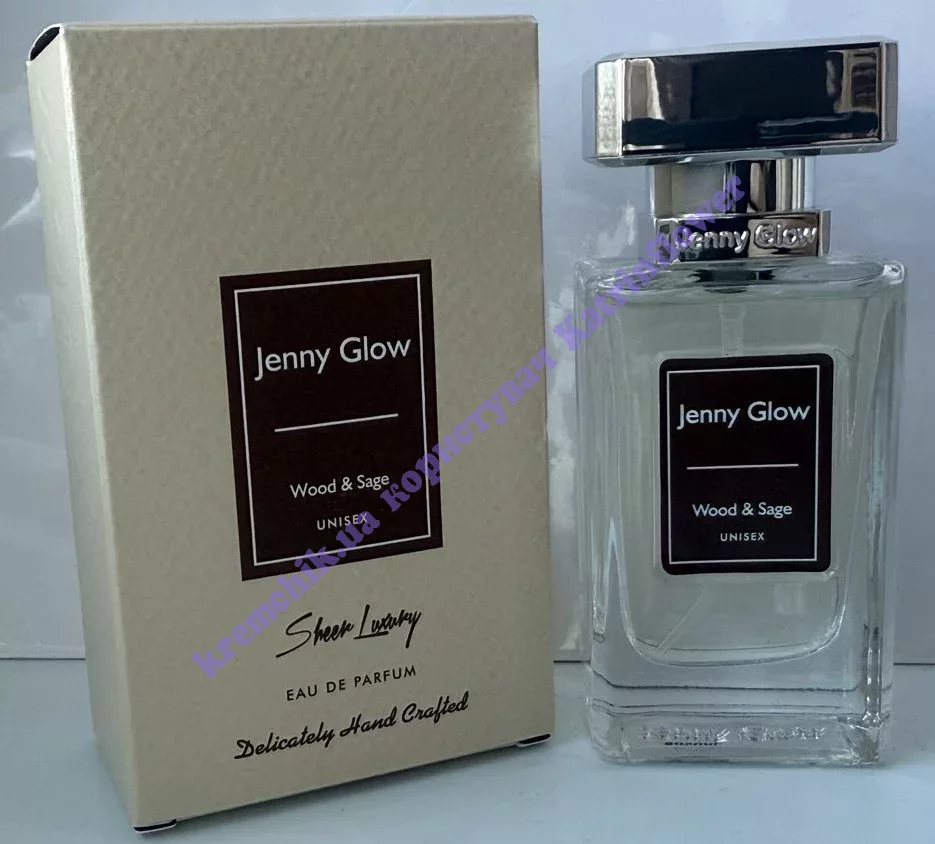 Jenny Glow
Wood & Sage
UNISEX
Sheer Luxury
EAU DE PARFUM
Delicately Hand Crafted
Jenny Glow
Jenny Glow
Wood & Sage
UNISEX
kremchik.ua користувач